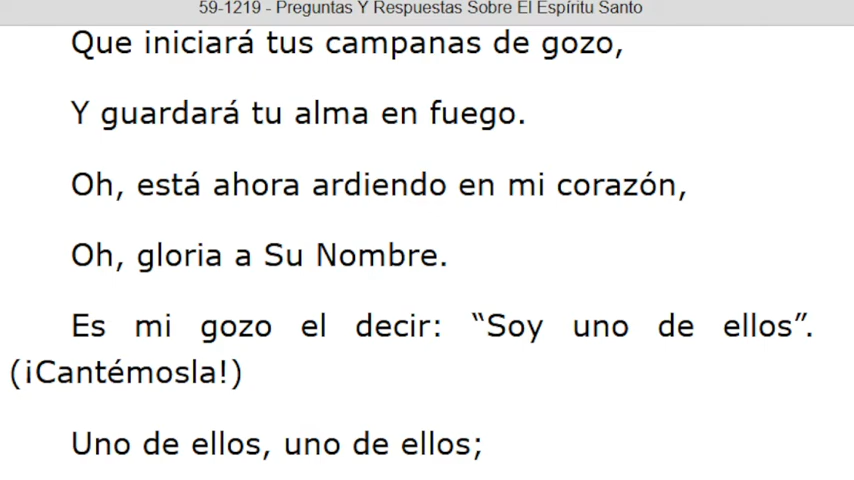 59-1219 - Preguntas Y Respuestas Sobre El Espíritu Santo
Que iniciará tus campanas de gozo,
Y guardará tu alma en fuego.
Oh, está ahora ardiendo en mi corazón,
Oh, gloria a Su Nombre.
Es mi gozo el decir: “Soy uno de ellos”.
(¡Cantémosla!)
Uno de ellos, uno de ellos;